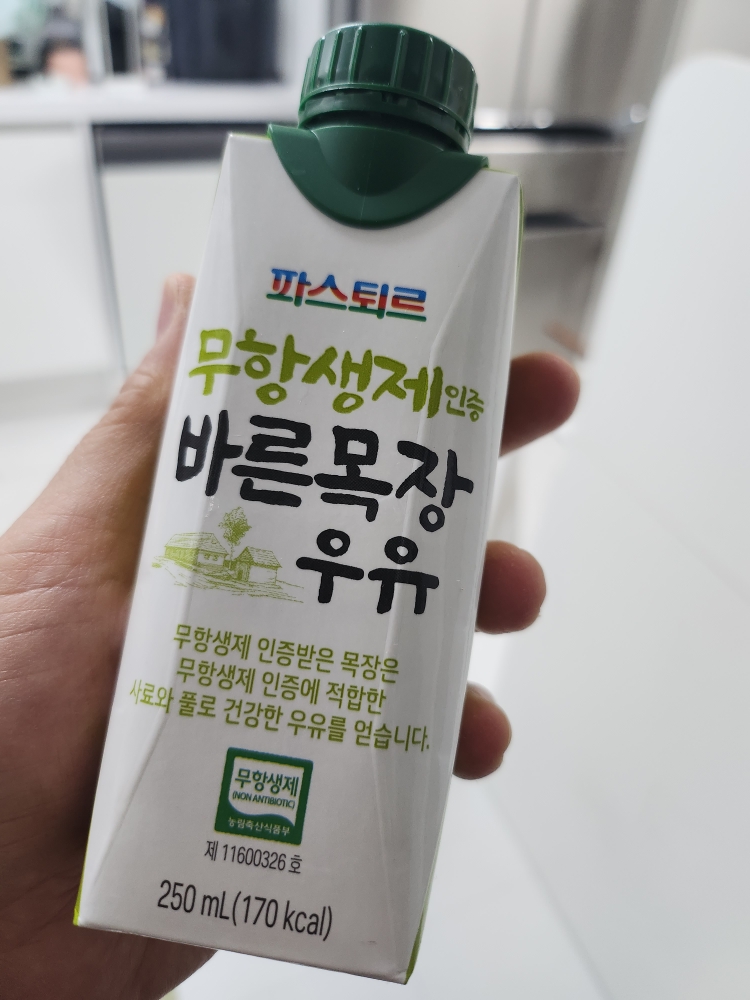 파스퇴르
무항생제인증
바른목장
우유
무항생제 인증받은 목장은
무항생제 인증에 적합한
사료와 풀로 건강한 우유를 얻습니다.
무항생제
(NON ANTIBIOTIC)
농림축산식품부
제 11600326 호
250 mL(170 kcal)